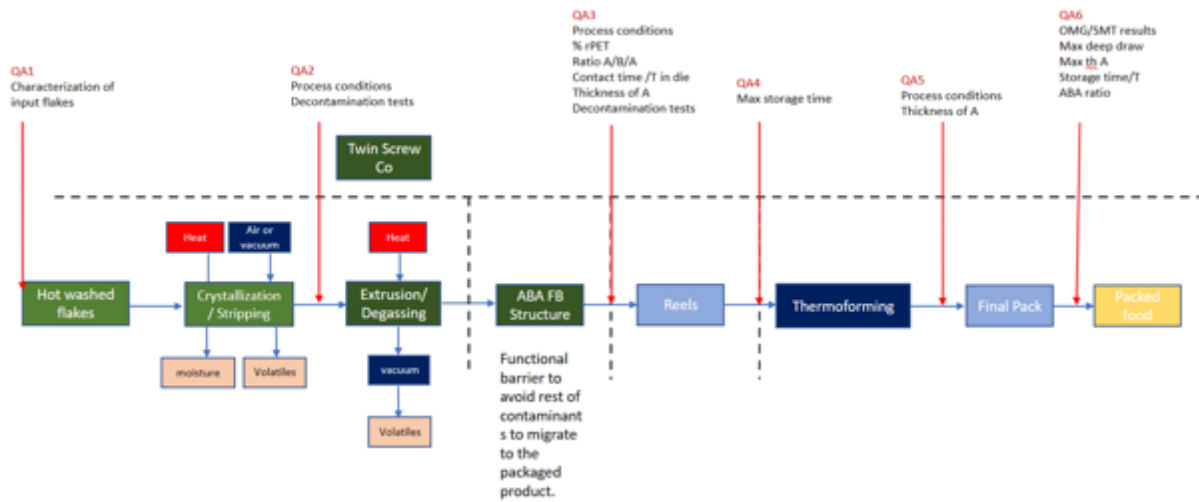 QA1
Characterization of
input flakes
QA2
Process conditions
Decontamination tests
QA3
Process conditions
% rPET
Ratio A/B/A
Contact time /T in die
Thickness of A
Decontamination tests
QA4
Max storage time
QA5
Process conditions
Thickness of A
QA6
OMG/SMT results
Max deep draw
Max th A
Storage time/T
ABA ratio
Twin Screw
Co
Heat
Air or
vacuum
Heat
Hot washed
flakes
Crystallization
/ Stripping
Extrusion/
Degassing
ABA FB
Structure
Reels
Thermoforming
Final Pack
Packed
food
moisture
Volatiles
vacuum
Volatiles
Functional
barrier to
avoid rest of
contaminant
s to migrate
to the
packaged
product.